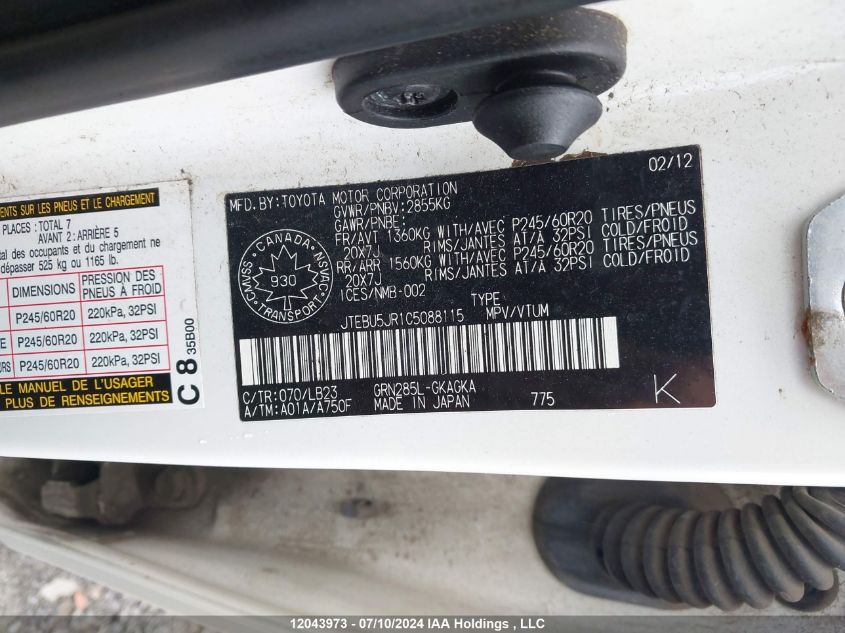 ENTS SUR LES PNEUS ET LE CHARGEMENT
PLACES : TOTAL 7
AVANT 2 : ARRIÈRE 5
tal des occupants et du chargement ne
dépasser 525 kg ou 1165 lb.
DIMENSIONS
PRESSION DES
PNEUS À FROID
P245/60R20 220kPa, 32PSI
E P245/60R20 220kPa, 32PSI
URS P245/60R20 220kPa, 32PSI
LE MANUEL DE L'USAGER
PLUS DE RENSEIGNEMENTS
C 8 35B00
02/12
MFD. BY: TOYOTA MOTOR CORPORATION
GVWR/PNBV: 2855KG
GAWR/PNBE:
FR/AVT 1360KG WITH/AVEC P245/60R20 TIRES/PNEUS
20X7J RIMS/JANTES AT/A 32PSI COLD/FROID
RR/ARR 1560KG WITH/AVEC P245/60R20 TIRES/PNEUS
20X7J RIMS/JANTES AT/A 32PSI COLD/FROID
ICES/NMB-002
TYPE
JTEBU5JR1C5088115 MPV/VTUM
CANADA
CMVSS
NSVAC
930
TRANSPORT
C/TR: 070/LB23 GRN285L-GKAGKA
A/TM: A01A/A750F MADE IN JAPAN 775
K
12043973 - 07/10/2024 IAA Holdings , LLC